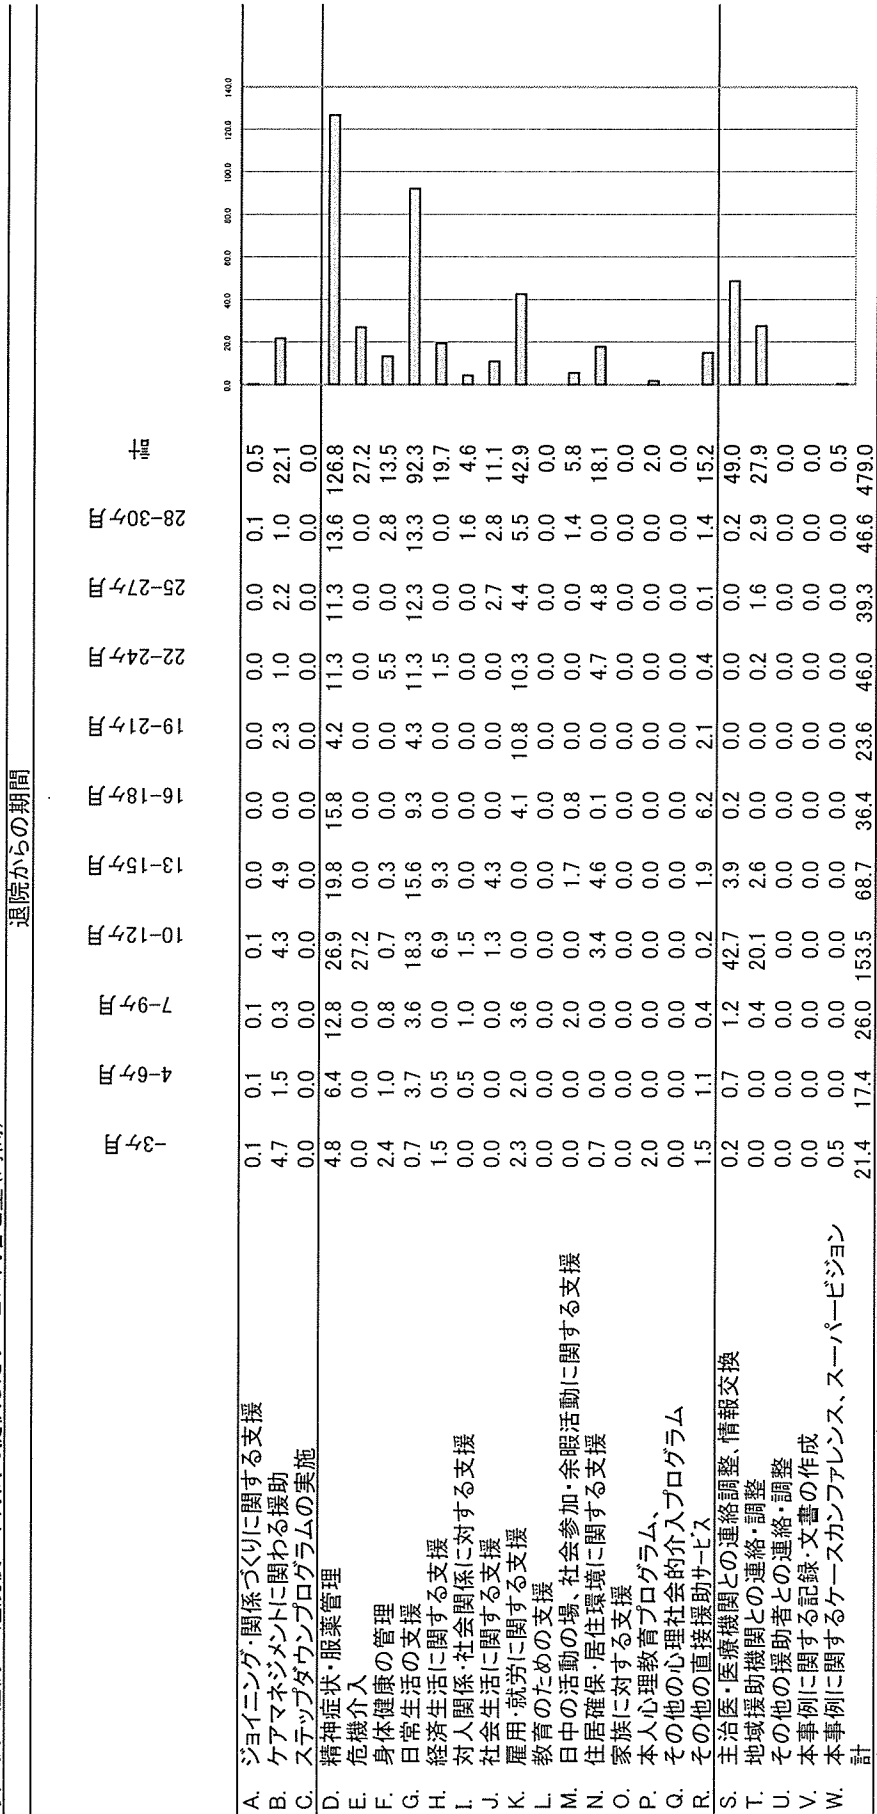 退院からの期間
-3ヶ月 4-6ヶ月 7-9ヶ月 10-12ヶ月 13-15ヶ月 16-18ヶ月 19-21ヶ月 22-24ヶ月 25-27ヶ月 28-30ヶ月 計
0.0 20.0 40.0 60.0 80.0 100.0 120.0 140.0
A. ジョイニング・関係づくりに関する支援 0.1 0.1 0.1 0.1 0.0 0.0 0.0 0.0 0.0 0.1 0.5
B. ケアマネジメントに関わる援助 4.7 1.5 0.3 4.3 4.9 0.0 2.3 1.0 2.2 1.0 22.1
C. ステップダウンプログラムの実施 0.0 0.0 0.0 0.0 0.0 0.0 0.0 0.0 0.0 0.0 0.0
D. 精神症状・服薬管理 4.8 6.4 12.8 26.9 19.8 15.8 4.2 11.3 11.3 13.6 126.8
E. 危機介入 0.0 0.0 0.0 27.2 0.0 0.0 0.0 0.0 0.0 0.0 27.2
F. 身体健康の管理 2.4 1.0 0.8 0.7 0.3 0.0 0.0 5.5 0.0 2.8 13.5
G. 日常生活の支援 0.7 3.7 3.6 18.3 15.6 9.3 4.3 11.3 12.3 13.3 92.3
H. 経済生活に関する支援 1.5 0.5 0.0 6.9 9.3 0.0 0.0 1.5 0.0 0.0 19.7
I. 対人関係・社会関係に対する支援 0.0 0.5 1.0 1.5 0.0 0.0 0.0 0.0 0.0 1.6 4.6
J. 社会生活に関する支援 0.0 0.0 0.0 1.3 4.3 0.0 0.0 0.0 2.7 2.8 11.1
K. 雇用・就労に関する支援 2.3 2.0 3.6 0.0 0.0 4.1 10.8 10.3 4.4 5.5 42.9
L. 教育のための支援 0.0 0.0 0.0 0.0 0.0 0.0 0.0 0.0 0.0 0.0 0.0
M. 日中の活動の場、社会参加・余暇活動に関する支援 0.0 0.0 2.0 0.0 1.7 0.8 0.0 0.0 0.0 1.4 5.8
N. 住居確保・居住環境に関する支援 0.7 0.0 0.0 3.4 4.6 0.1 0.0 4.7 4.8 0.0 18.1
O. 家族に対する支援 0.0 0.0 0.0 0.0 0.0 0.0 0.0 0.0 0.0 0.0 0.0
P. 本人心理教育プログラム、 2.0 0.0 0.0 0.0 0.0 0.0 0.0 0.0 0.0 0.0 2.0
Q. その他の心理社会的介入プログラム 0.0 0.0 0.0 0.0 0.0 0.0 0.0 0.0 0.0 0.0 0.0
R. その他の直接援助サービス 1.5 1.1 0.4 0.2 1.9 6.2 2.1 0.4 0.1 1.4 15.2
S. 主治医・医療機関との連絡調整、情報交換 0.2 0.7 1.2 42.7 3.9 0.2 0.0 0.0 0.0 0.2 49.0
T. 地域援助機関との連絡・調整 0.0 0.0 0.4 20.1 2.6 0.0 0.0 0.2 1.6 2.9 27.9
U. その他の援助者との連絡・調整 0.0 0.0 0.0 0.0 0.0 0.0 0.0 0.0 0.0 0.0 0.0
V. 本事例に関する記録・文書の作成 0.0 0.0 0.0 0.0 0.0 0.0 0.0 0.0 0.0 0.0 0.0
W. 本事例に関するケースカンファレンス、スーパービジョン 0.5 0.0 0.0 0.0 0.0 0.0 0.0 0.0 0.0 0.0 0.5
計 21.4 17.4 26.0 153.5 68.7 36.4 23.6 46.0 39.3 46.6 479.0